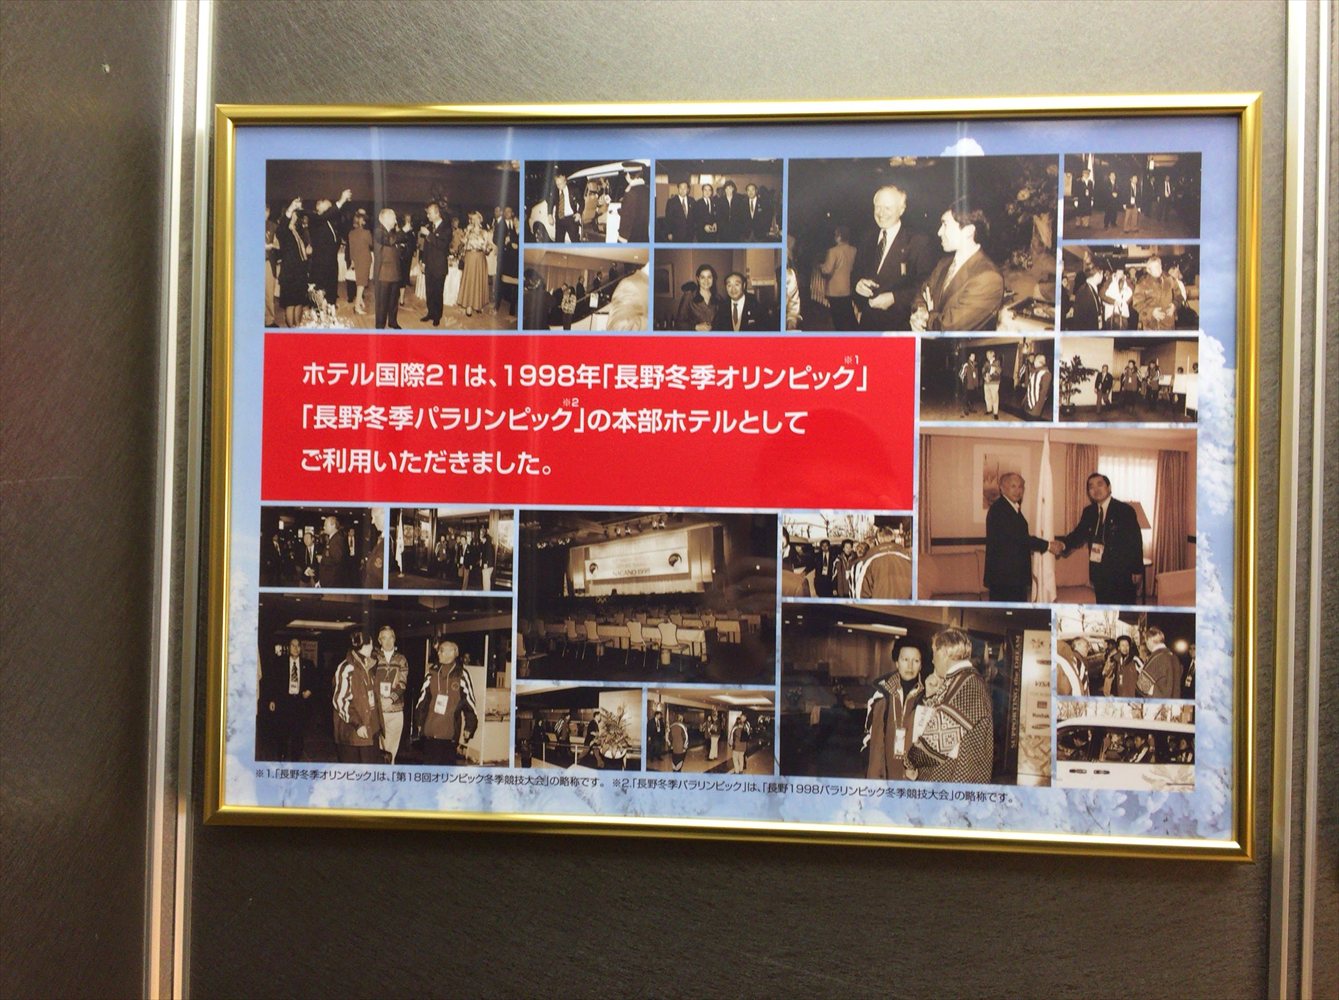 ホテル国際21は、1998年「長野冬季オリンピック※1」
「長野冬季パラリンピック※2」の本部ホテルとして
ご利用いただきました。
NAGANO 1998
VISA
※1.「長野冬季オリンピック」は、「第18回オリンピック冬季競技大会」の略称です。 ※2.「長野冬季パラリンピック」は、「長野1998パラリンピック冬季競技大会」の略称です。